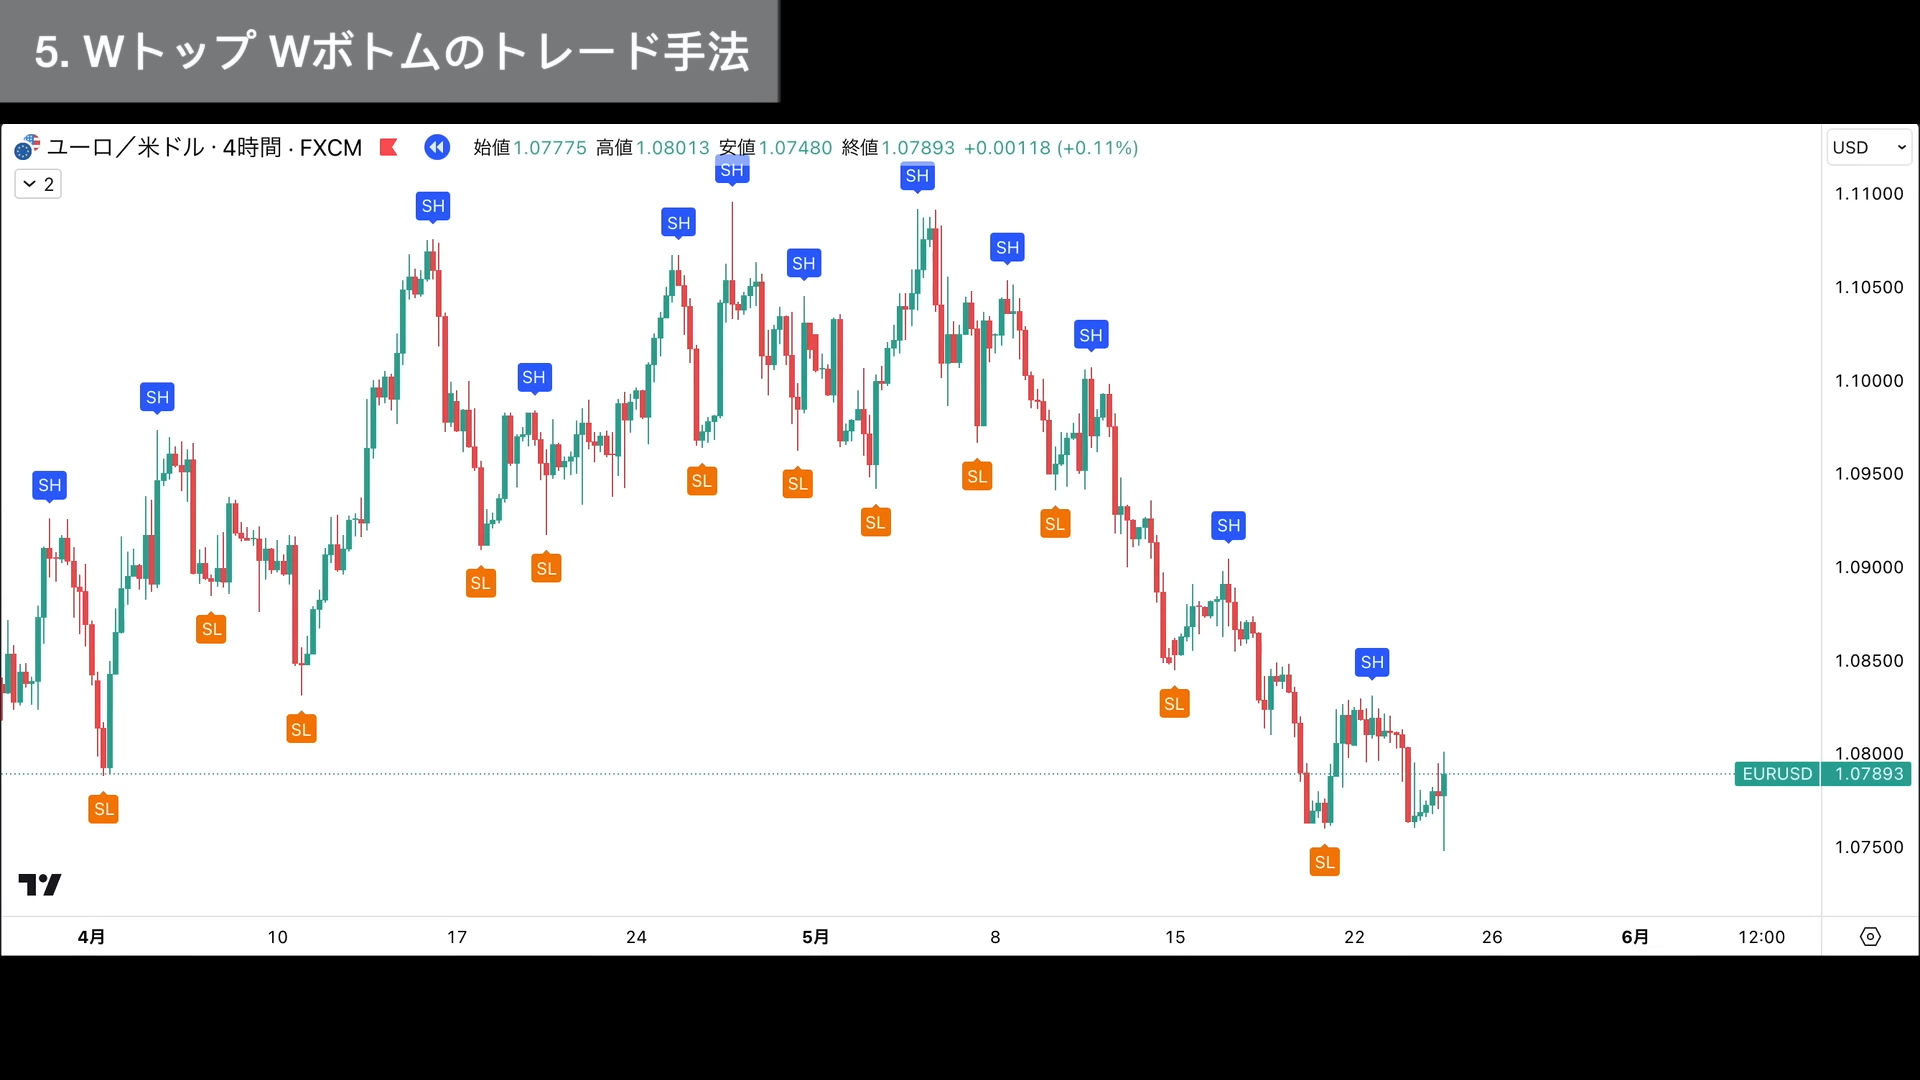 5. Wトップ Wボトムのトレード手法
ユーロ／米ドル · 4時間 · FXCM 始値1.07775 高値1.08013 安値1.07480 終値1.07893 +0.00118 (+0.11%)
USD
2
SH
SH
SH
SH
SH
SH
SH
SH
SH
SH
SH
SH
SL
SL
SL
SL
SL
SL
SL
SL
SL
SL
SL
SL
1.11000
1.10500
1.10000
1.09500
1.09000
1.08500
1.08000
EURUSD 1.07893
1.07500
4月 10 17 24 5月 8 15 22 26 6月 12:00